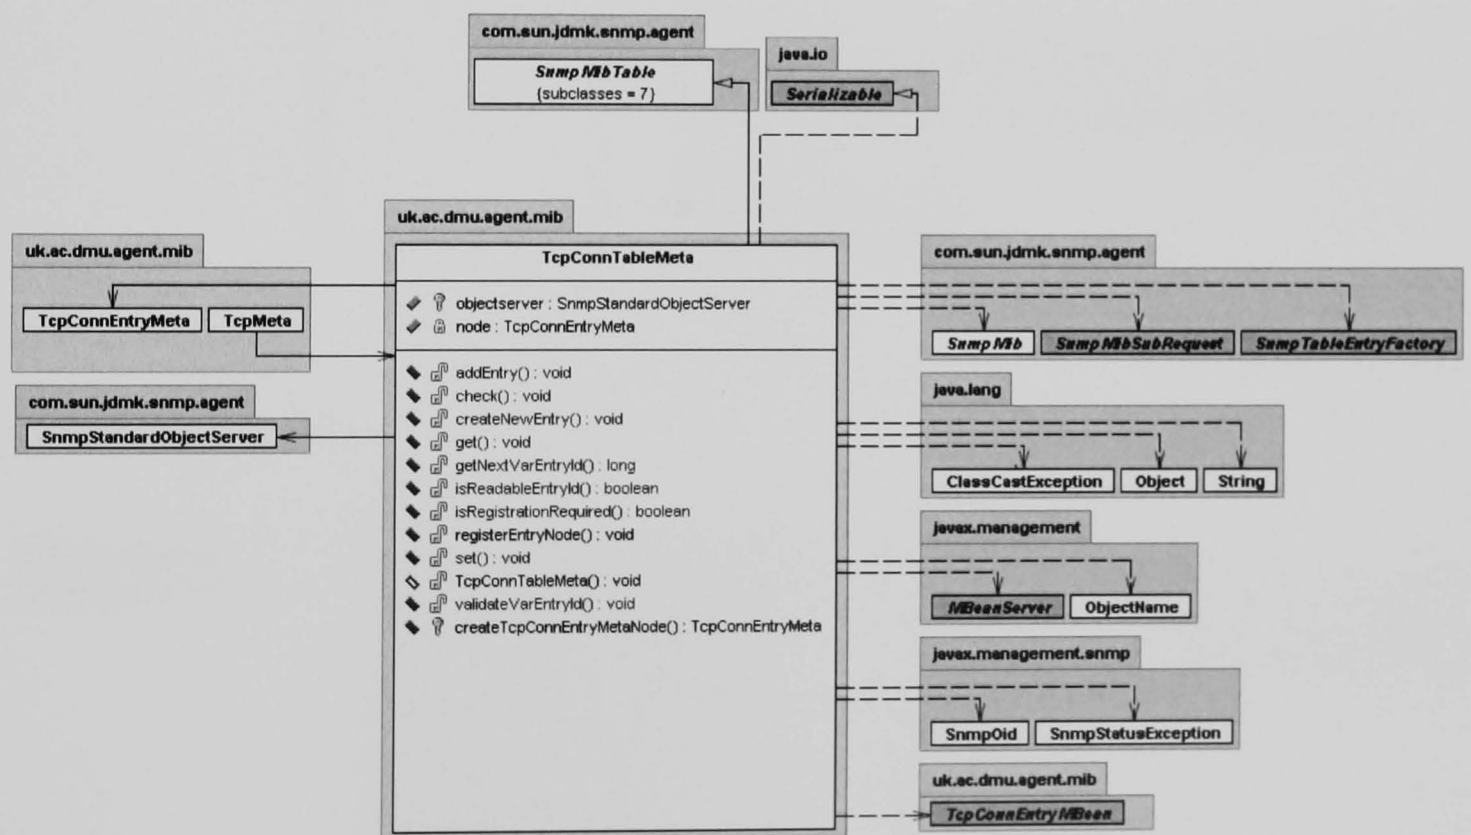 com.sun.jdmk.snmp.agent
SnmpMibTable
{subclasses = 7}
java.io
Serializable
uk.ac.dmu.agent.mib
TcpConnEntryMeta
TcpMeta
com.sun.jdmk.snmp.agent
SnmpStandardObjectServer
uk.ac.dmu.agent.mib
TcpConnTableMeta
objectserver : SnmpStandardObjectServer
node : TcpConnEntryMeta
addEntry() : void
check() : void
createNewEntry() : void
get() : void
getNextVarEntryId() : long
isReadableEntryId() : boolean
isRegistrationRequired() : boolean
registerEntryNode() : void
set() : void
TcpConnTableMeta() : void
validateVarEntryId() : void
createTcpConnEntryMetaNode() : TcpConnEntryMeta
com.sun.jdmk.snmp.agent
SnmpMib
SnmpMibSubRequest
SnmpTableEntryFactory
java.lang
ClassCastException
Object
String
javax.management
MBeanServer
ObjectName
javax.management.snmp
SnmpOid
SnmpStatusException
uk.ac.dmu.agent.mib
TcpConnEntryMBean